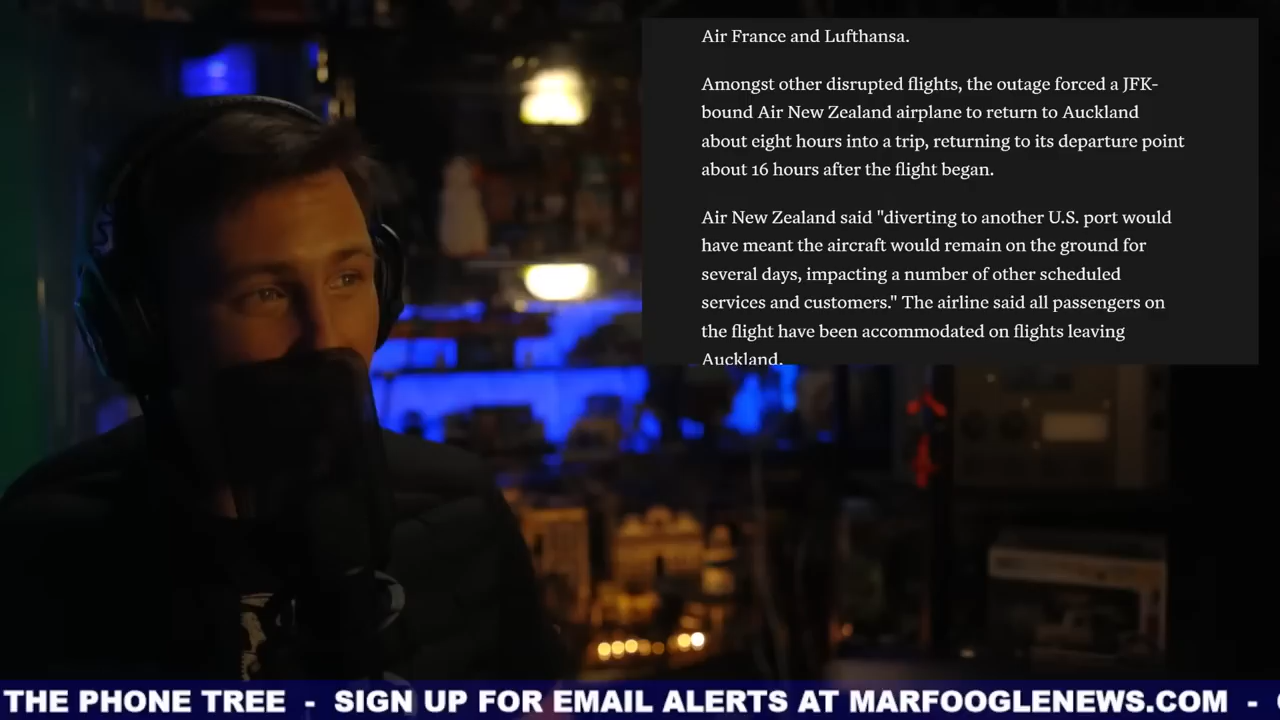 Air France and Lufthansa.
Amongst other disrupted flights, the outage forced a JFK-
bound Air New Zealand airplane to return to Auckland
about eight hours into a trip, returning to its departure point
about 16 hours after the flight began.
Air New Zealand said "diverting to another U.S. port would
have meant the aircraft would remain on the ground for
several days, impacting a number of other scheduled
services and customers." The airline said all passengers on
the flight have been accommodated on flights leaving
Auckland.
THE PHONE TREE - SIGN UP FOR EMAIL ALERTS AT MARFOOGLENEWS.COM -